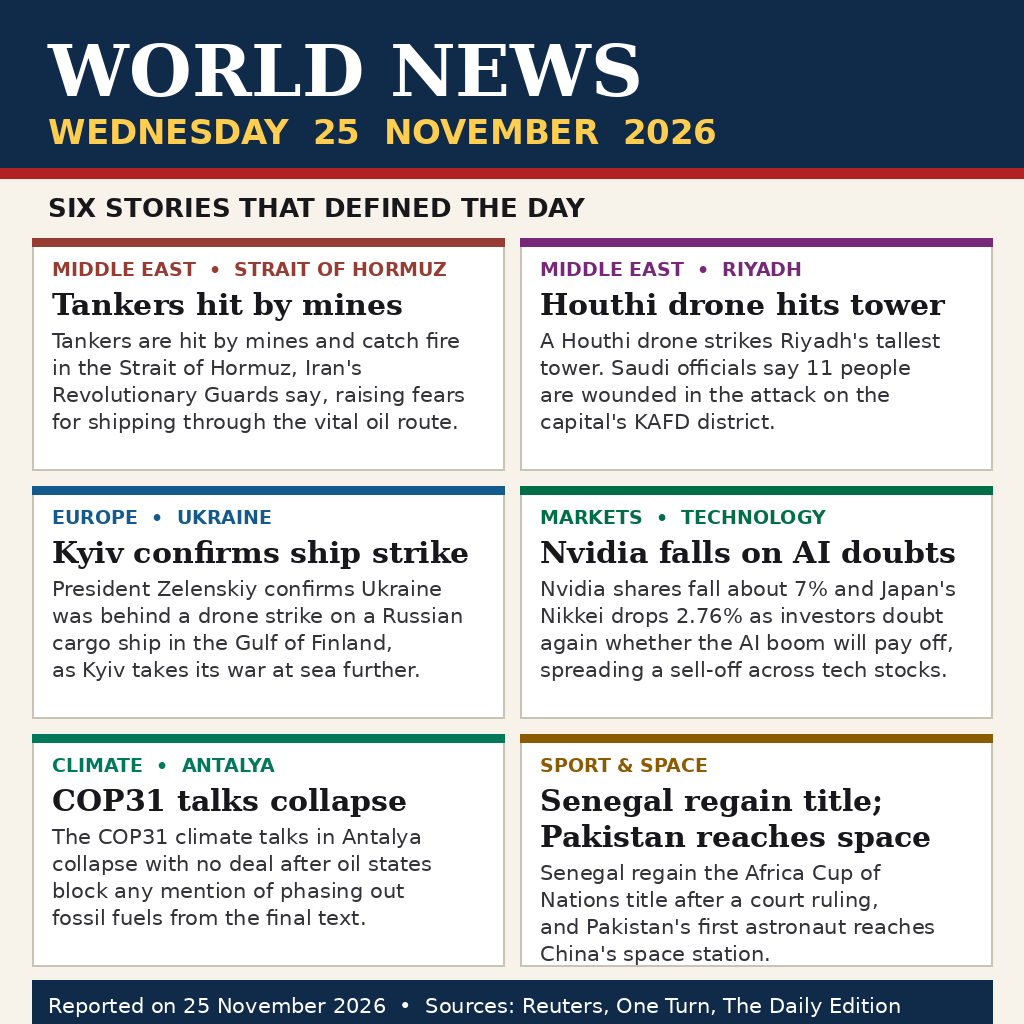 WORLD NEWS
WEDNESDAY 25 NOVEMBER 2026
SIX STORIES THAT DEFINED THE DAY
MIDDLE EAST • STRAIT OF HORMUZ
Tankers hit by mines
Tankers are hit by mines and catch fire
in the Strait of Hormuz, Iran's
Revolutionary Guards say, raising fears
for shipping through the vital oil route.
MIDDLE EAST • RIYADH
Houthi drone hits tower
A Houthi drone strikes Riyadh's tallest
tower. Saudi officials say 11 people
are wounded in the attack on the
capital's KAFD district.
EUROPE • UKRAINE
Kyiv confirms ship strike
President Zelenskiy confirms Ukraine
was behind a drone strike on a Russian
cargo ship in the Gulf of Finland,
as Kyiv takes its war at sea further.
MARKETS • TECHNOLOGY
Nvidia falls on AI doubts
Nvidia shares fall about 7% and Japan's
Nikkei drops 2.76% as investors doubt
again whether the AI boom will pay off,
spreading a sell-off across tech stocks.
CLIMATE • ANTALYA
COP31 talks collapse
The COP31 climate talks in Antalya
collapse with no deal after oil states
block any mention of phasing out
fossil fuels from the final text.
SPORT & SPACE
Senegal regain title;
Pakistan reaches space
Senegal regain the Africa Cup of
Nations title after a court ruling,
and Pakistan's first astronaut reaches
China's space station.
Reported on 25 November 2026 • Sources: Reuters, One Turn, The Daily Edition